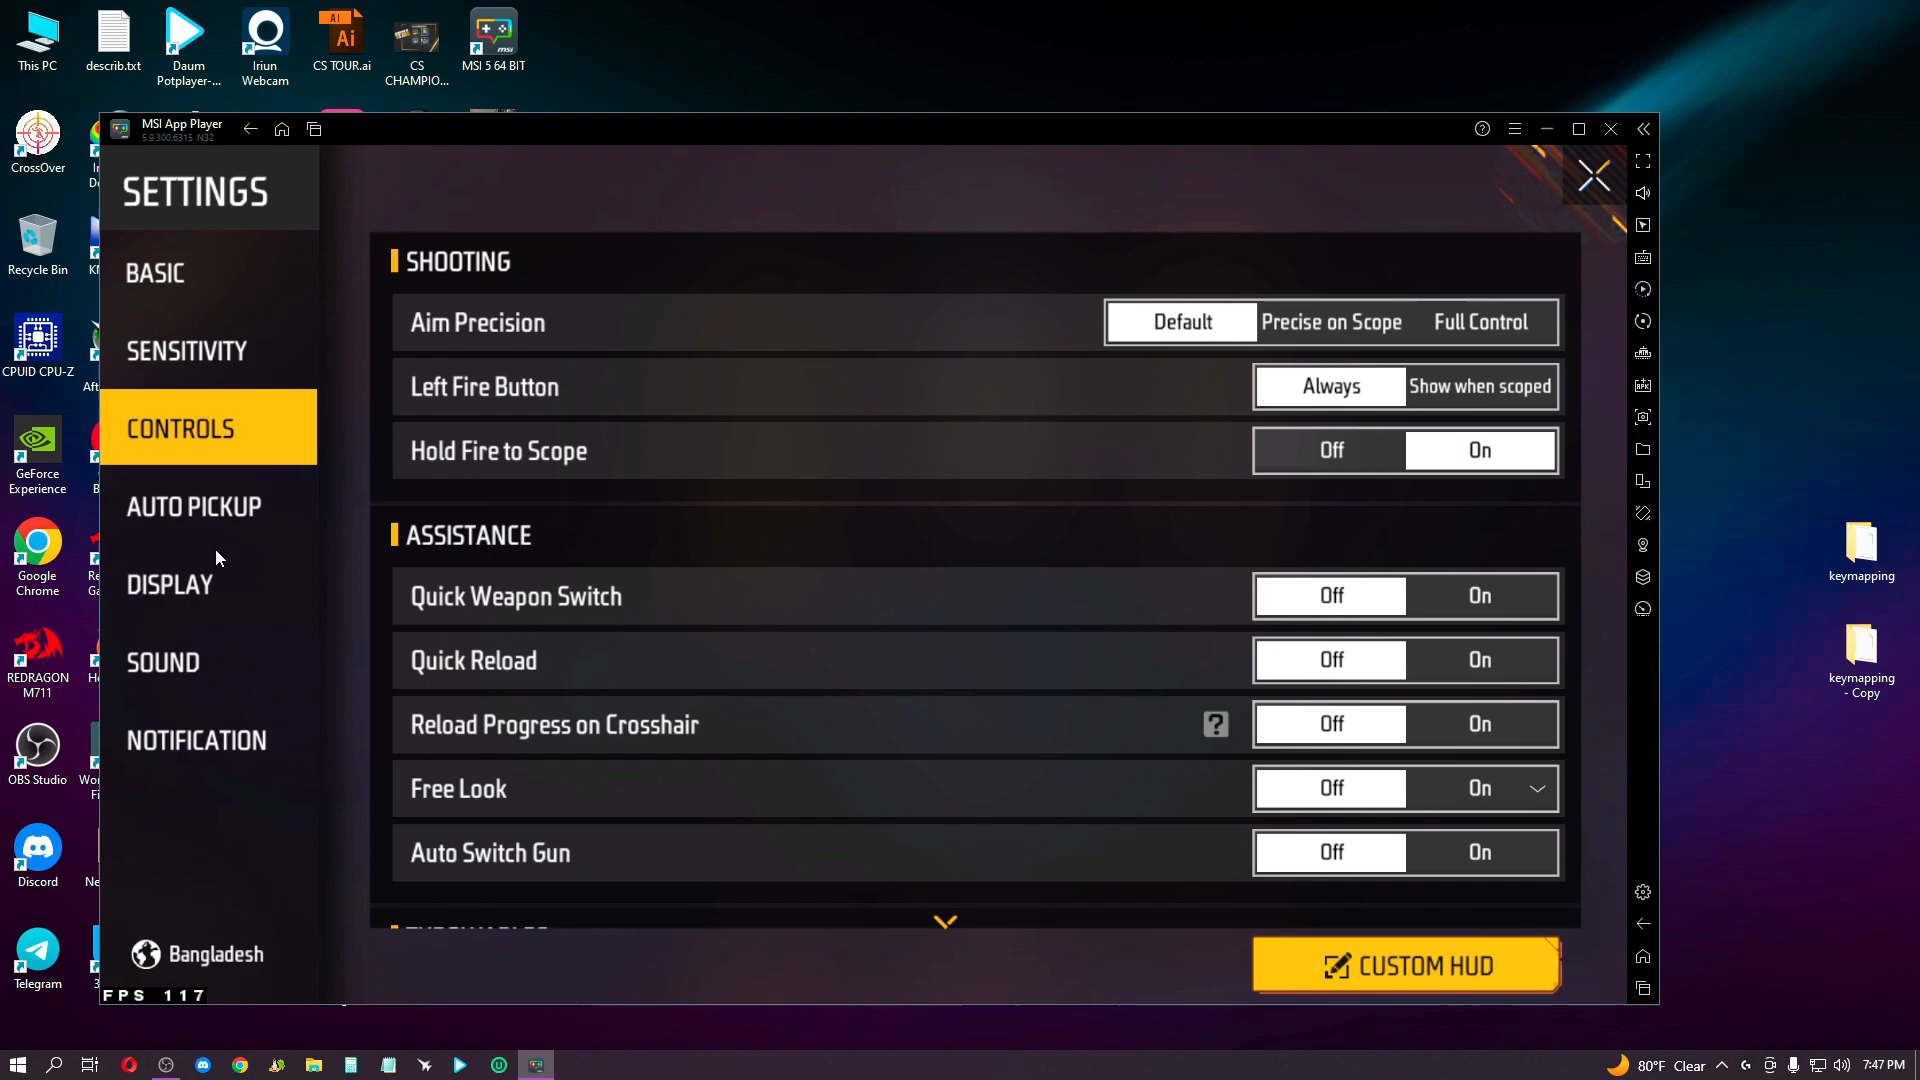 This PC
describ.txt
Daum
Potplayer-...
Iriun
Webcam
CS TOUR.ai
CS
CHAMPIO...
MSI 5 64 BIT
MSI App Player
5.9.300.6315 N32
CrossOver
Recycle Bin
CPUID CPU-Z
GeForce
Experience
Google
Chrome
REDRAGON
M711
OBS Studio
Discord
Telegram
SETTINGS
BASIC
SENSITIVITY
CONTROLS
AUTO PICKUP
DISPLAY
SOUND
NOTIFICATION
Bangladesh
FPS 117
SHOOTING
Aim Precision
Default
Precise on Scope
Full Control
Left Fire Button
Always
Show when scoped
Hold Fire to Scope
Off
On
ASSISTANCE
Quick Weapon Switch
Off
On
Quick Reload
Off
On
Reload Progress on Crosshair
?
Off
On
Free Look
Off
On
Auto Switch Gun
Off
On
CUSTOM HUD
keymapping
keymapping
- Copy
80°F Clear
7:47 PM